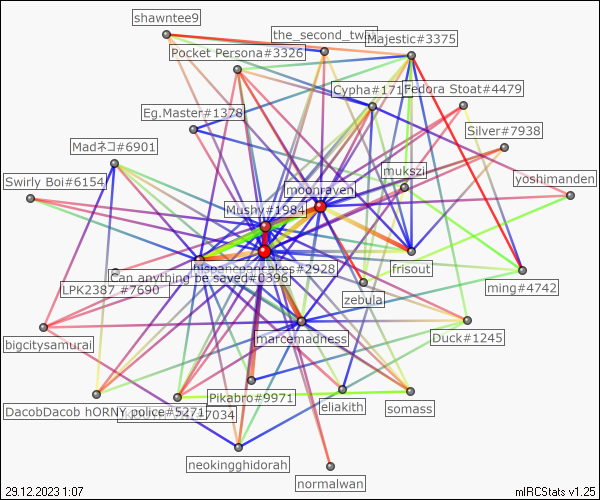 shawntee9
the_second_twin
Majestic#3375
Pocket Persona#3326
Cypha#171
Fedora Stoat#4479
Eg.Master#1378
Silver#7938
Madネコ#6901
mukszi
Swirly Boi#6154
moonraven
yoshimanden
Mushy#1984
hispancpancakes#2928
frisout
Can anything be saved#0396
LPK2387 #7690
ming#4742
zebula
bigcitysamurai
marcemadness
Duck#1245
Pikabro#9971
eliakith
somass
DacobDacob hORNY police#5271
7034
neokingghidorah
normalwan
29.12.2023 1:07
mIRCStats v1.25